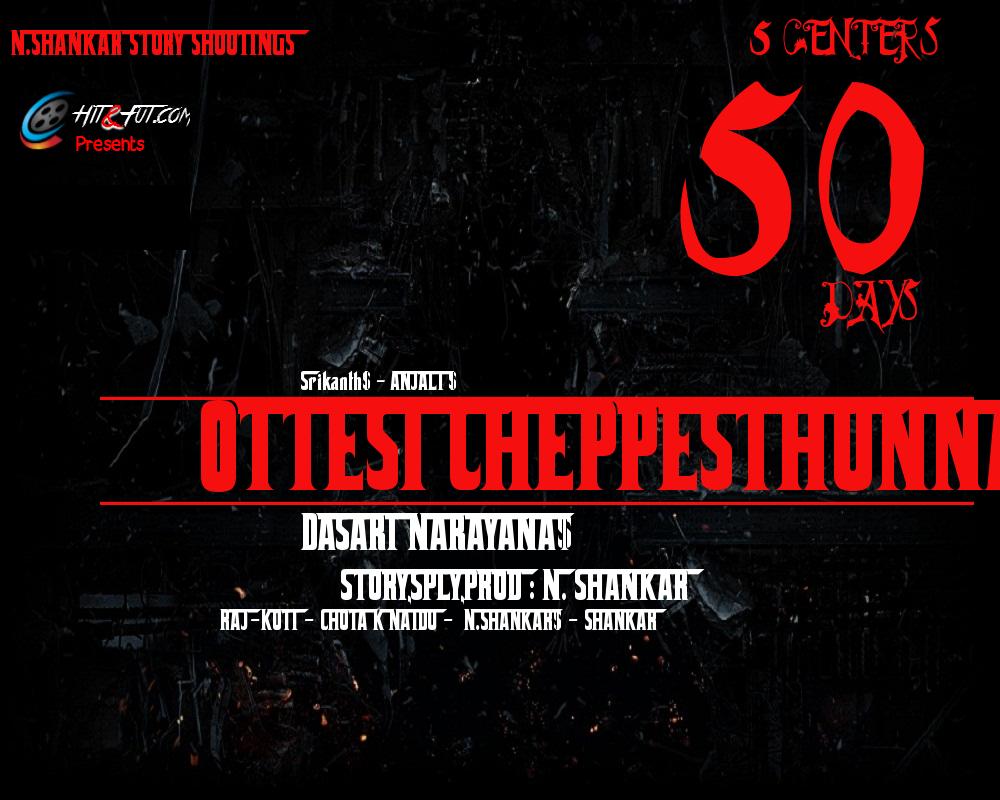 N.SHANKAR STORY SHOOTINGS
5 CENTERS
HIT&FUT.COM
Presents
50
DAYS
Srikanth$ - ANJALI $
OTTESI CHEPPESTHUNNA
DASARI NARAYANA$
STORY,SPLY,PROD : N. SHANKAR
RAJ-KOTI - CHOTA K NAIDU - N.SHANKAR$ - SHANKAR